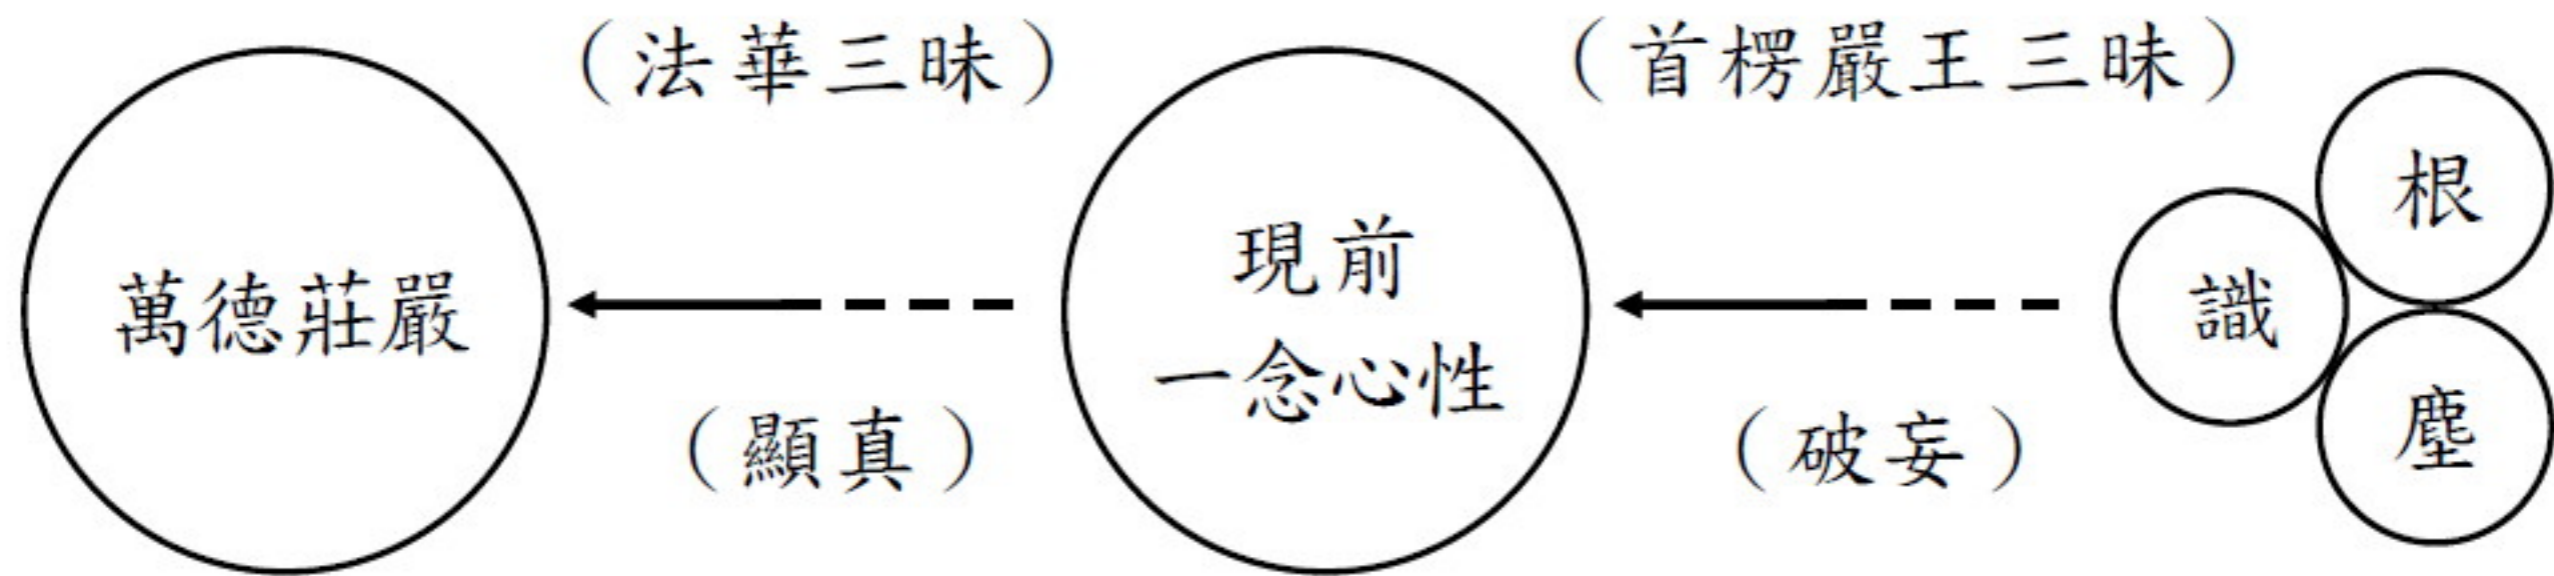 （法華三昧）
（首楞嚴王三昧）
萬德莊嚴
現前
一念心性
識
根
塵
（顯真）
（破妄）